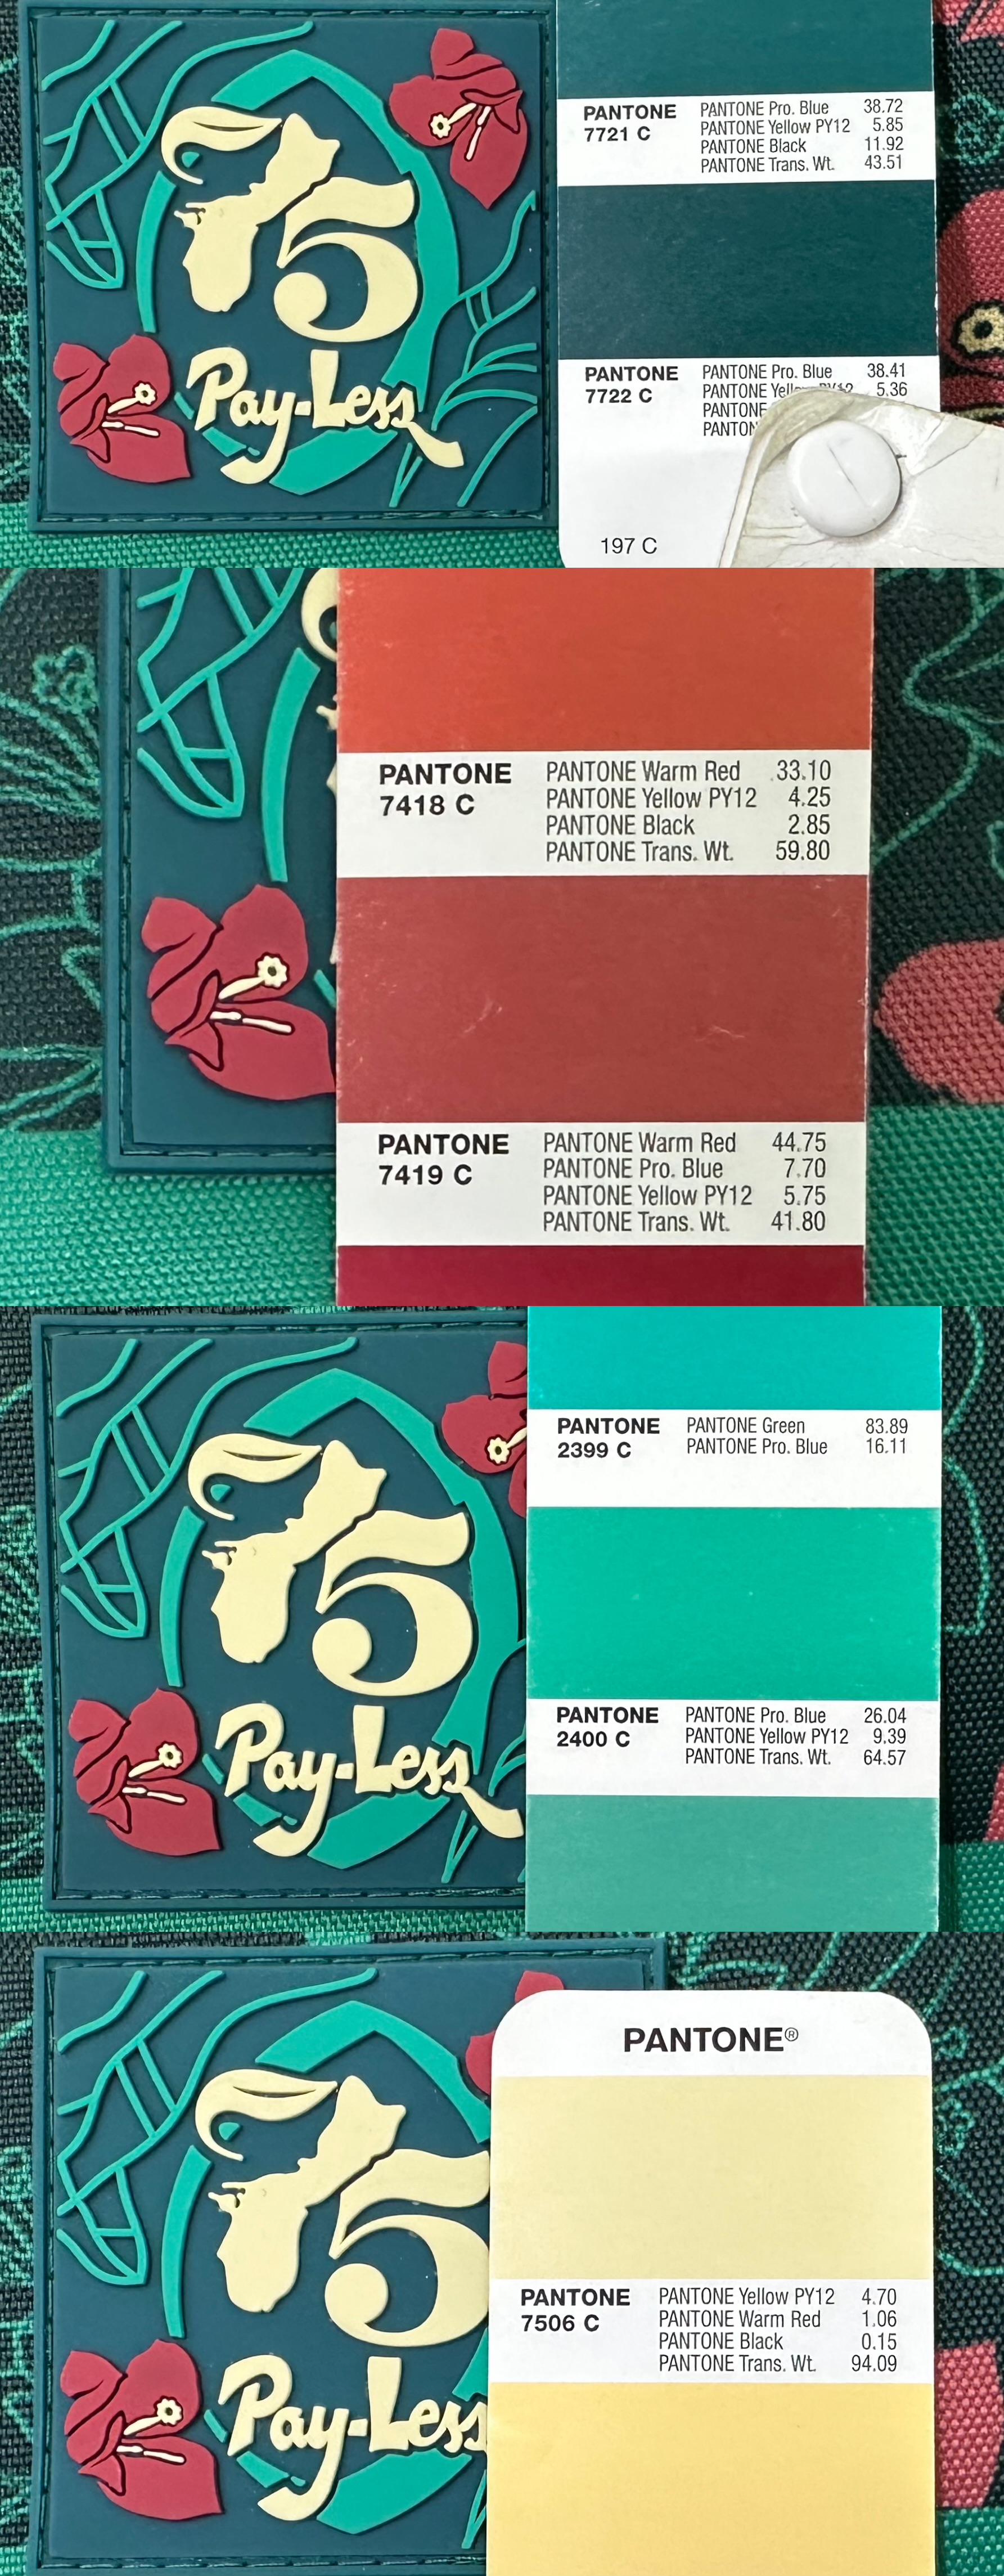 75
Pay-Less
PANTONE
7721 C
PANTONE Pro. Blue 38.72
PANTONE Yellow PY12 5.85
PANTONE Black 11.92
PANTONE Trans. Wt. 43.51
PANTONE
7722 C
PANTONE Pro. Blue 38.41
PANTONE 5.36
PANTONE
197 C
PANTONE
7418 C
PANTONE Warm Red 33.10
PANTONE Yellow PY12 4.25
PANTONE Black 2.85
PANTONE Trans. Wt. 59.80
PANTONE
7419 C
PANTONE Warm Red 44.75
PANTONE Pro. Blue 7.70
PANTONE Yellow PY12 5.75
PANTONE Trans. Wt. 41.80
75
Pay-Less
PANTONE
2399 C
PANTONE Green 83.89
PANTONE Pro. Blue 16.11
PANTONE
2400 C
PANTONE Pro. Blue 26.04
PANTONE Yellow PY12 9.39
PANTONE Trans. Wt. 64.57
75
Pay-Less
PANTONE®
PANTONE
7506 C
PANTONE Yellow PY12 4.70
PANTONE Warm Red 1.06
PANTONE Black 0.15
PANTONE Trans. Wt. 94.09